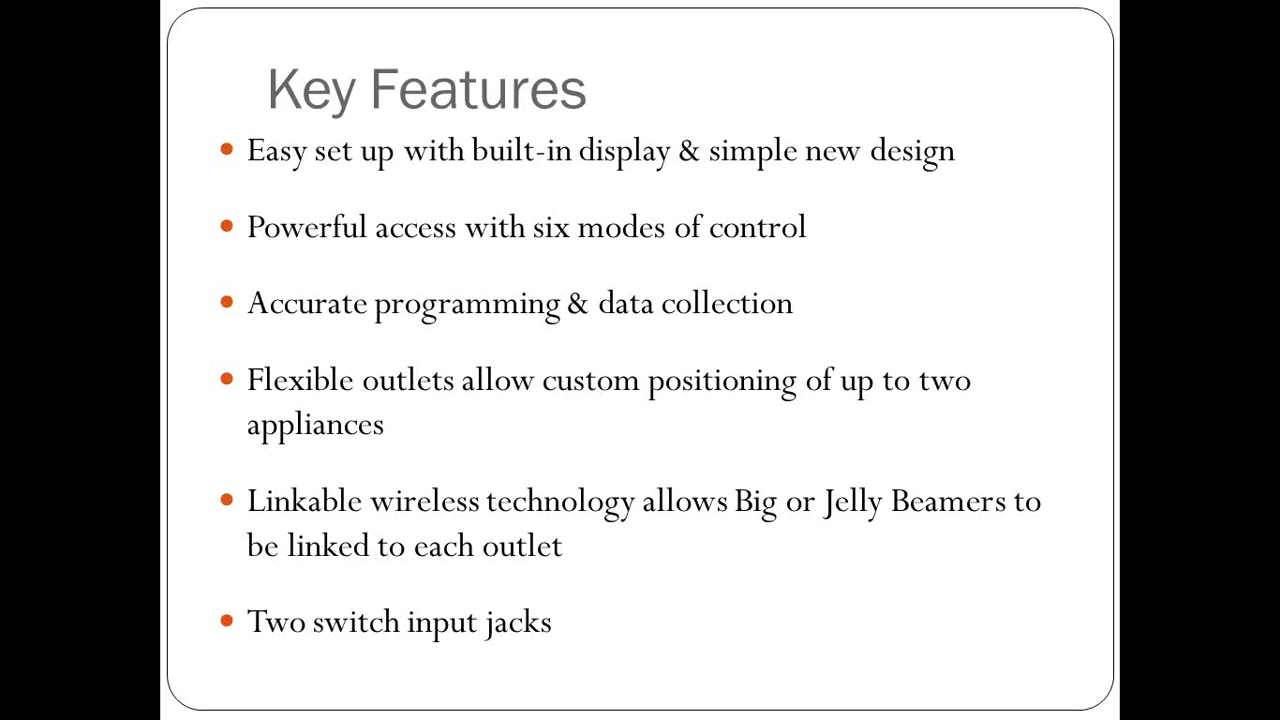 Key Features
Easy set up with built-in display & simple new design
Powerful access with six modes of control
Accurate programming & data collection
Flexible outlets allow custom positioning of up to two
appliances
Linkable wireless technology allows Big or Jelly Beamers to
be linked to each outlet
Two switch input jacks